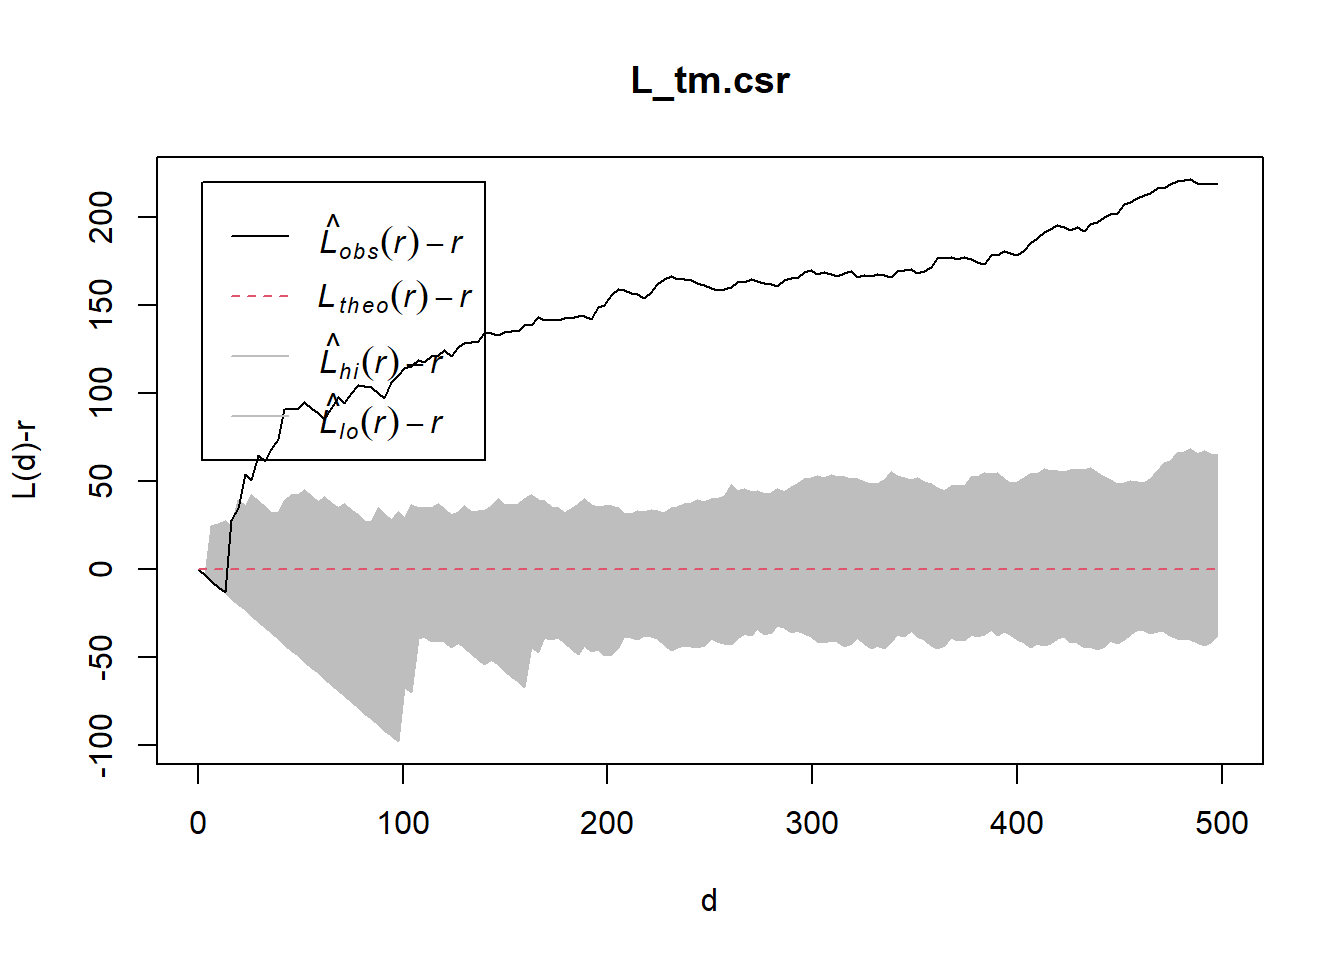 L_tm.csr
L̂obs(r) − r
Ltheo(r) − r
L̂hi(r) − r
L̂lo(r) − r
L(d)-r
200
150
100
50
0
-50
-100
0 100 200 300 400 500
d